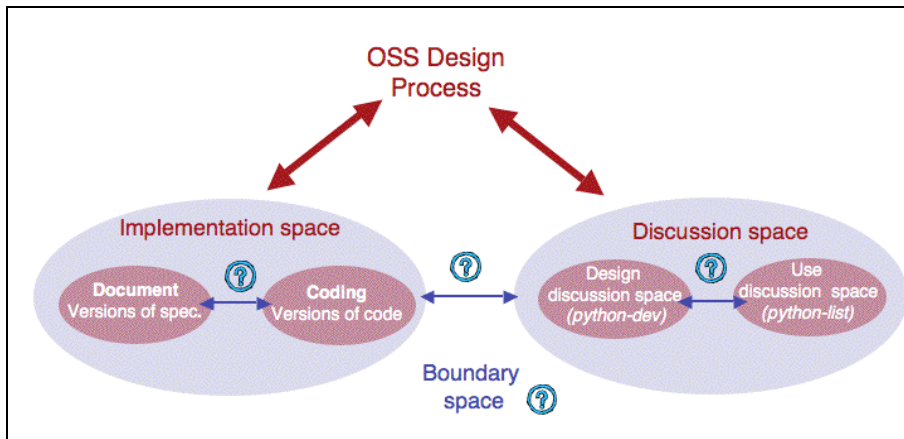 OSS Design
Process
Implementation space
Document
Versions of spec.
?
Coding
Versions of code
?
Discussion space
Design
discussion space
(python-dev)
?
Use
discussion space
(python-list)
Boundary
space
?